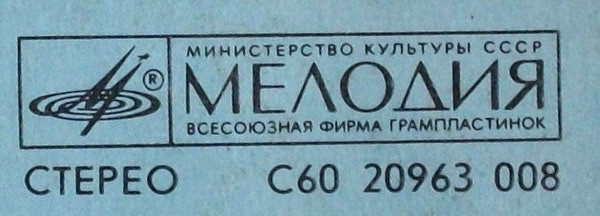 МИНИСТЕРСТВО КУЛЬТУРЫ СССР
МЕЛОДИЯ
®
ВСЕСОЮЗНАЯ ФИРМА ГРАМПЛАСТИНОК
СТЕРЕО С60 20963 008